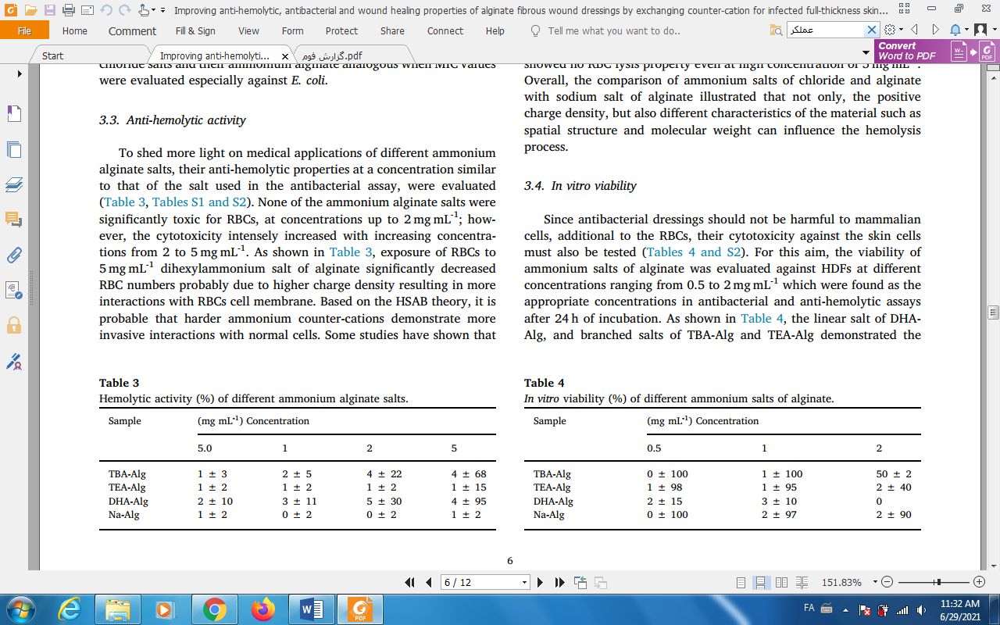 Improving anti-hemolytic, antibacterial and wound healing properties of alginate fibrous wound dressings by exchanging counter-cation for infected full-thickness skin...
File Home Comment Fill & Sign View Form Protect Share Connect Help Tell me what you want to do.. عملکر
Start Improving anti-hemolyti... گزارش فوم.pdf
Convert
Word to PDF
PDF
chloride salts and their ammonium alginate analogous when MIC values
were evaluated especially against E. coli.
3.3. Anti-hemolytic activity
To shed more light on medical applications of different ammonium
alginate salts, their anti-hemolytic properties at a concentration similar
to that of the salt used in the antibacterial assay, were evaluated
(Table 3, Tables S1 and S2). None of the ammonium alginate salts were
significantly toxic for RBCs, at concentrations up to 2 mg mL-1; how-
ever, the cytotoxicity intensely increased with increasing concentra-
tions from 2 to 5 mg mL-1. As shown in Table 3, exposure of RBCs to
5 mg mL-1 dihexylammonium salt of alginate significantly decreased
RBC numbers probably due to higher charge density resulting in more
interactions with RBCs cell membrane. Based on the HSAB theory, it is
probable that harder ammonium counter-cations demonstrate more
invasive interactions with normal cells. Some studies have shown that
showed no RBC lysis property even at high concentration of 5 mg mL-1.
Overall, the comparison of ammonium salts of chloride and alginate
with sodium salt of alginate illustrated that not only, the positive
charge density, but also different characteristics of the material such as
spatial structure and molecular weight can influence the hemolysis
process.
3.4. In vitro viability
Since antibacterial dressings should not be harmful to mammalian
cells, additional to the RBCs, their cytotoxicity against the skin cells
must also be tested (Tables 4 and S2). For this aim, the viability of
ammonium salts of alginate was evaluated against HDFs at different
concentrations ranging from 0.5 to 2 mg mL-1 which were found as the
appropriate concentrations in antibacterial and anti-hemolytic assays
after 24 h of incubation. As shown in Table 4, the linear salt of DHA-
Alg, and branched salts of TBA-Alg and TEA-Alg demonstrated the
Table 3
Hemolytic activity (%) of different ammonium alginate salts.
Sample (mg mL-1) Concentration
5.0 1 2 5
TBA-Alg 1 ± 3 2 ± 5 4 ± 22 4 ± 68
TEA-Alg 1 ± 2 1 ± 2 1 ± 2 1 ± 15
DHA-Alg 2 ± 10 3 ± 11 5 ± 30 4 ± 95
Na-Alg 1 ± 2 0 ± 2 0 ± 2 1 ± 2
Table 4
In vitro viability (%) of different ammonium salts of alginate.
Sample (mg mL-1) Concentration
0.5 1 2
TBA-Alg 0 ± 100 1 ± 100 50 ± 2
TEA-Alg 1 ± 98 1 ± 95 2 ± 40
DHA-Alg 2 ± 15 3 ± 10 0
Na-Alg 0 ± 100 2 ± 97 2 ± 90
6
6 / 12 151.83%
PDF
FA 11:32 AM
6/29/2021